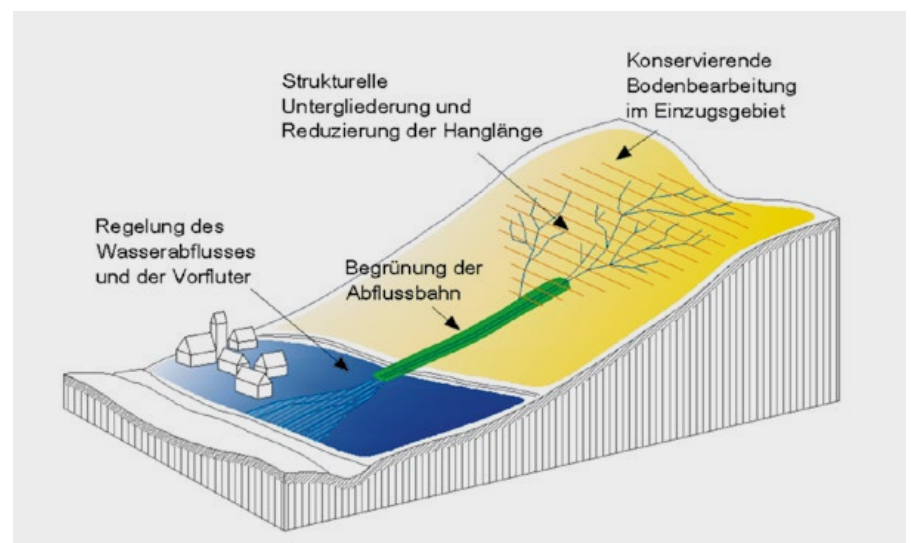 Konservierende
Bodenbearbeitung
im Einzugsgebiet
Strukturelle
Untergliederung und
Reduzierung der Hanglänge
Regelung des
Wasserabflusses
und der Vorfluter
Begrünung der
Abflussbahn